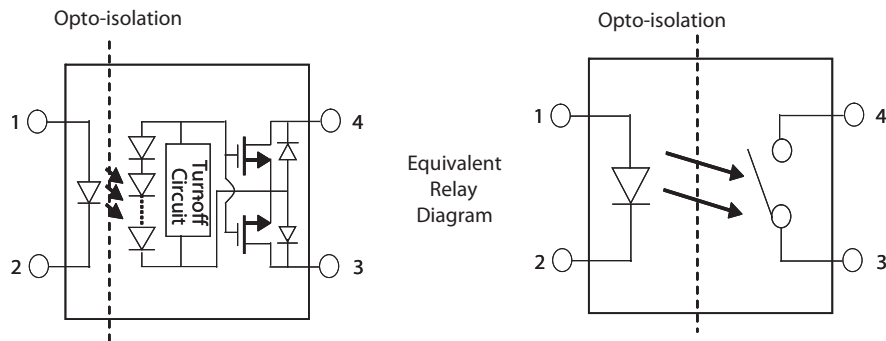 Opto-isolation
1
2
Turnoff
Circuit
4
3
Equivalent
Relay
Diagram
Opto-isolation
1
2
4
3